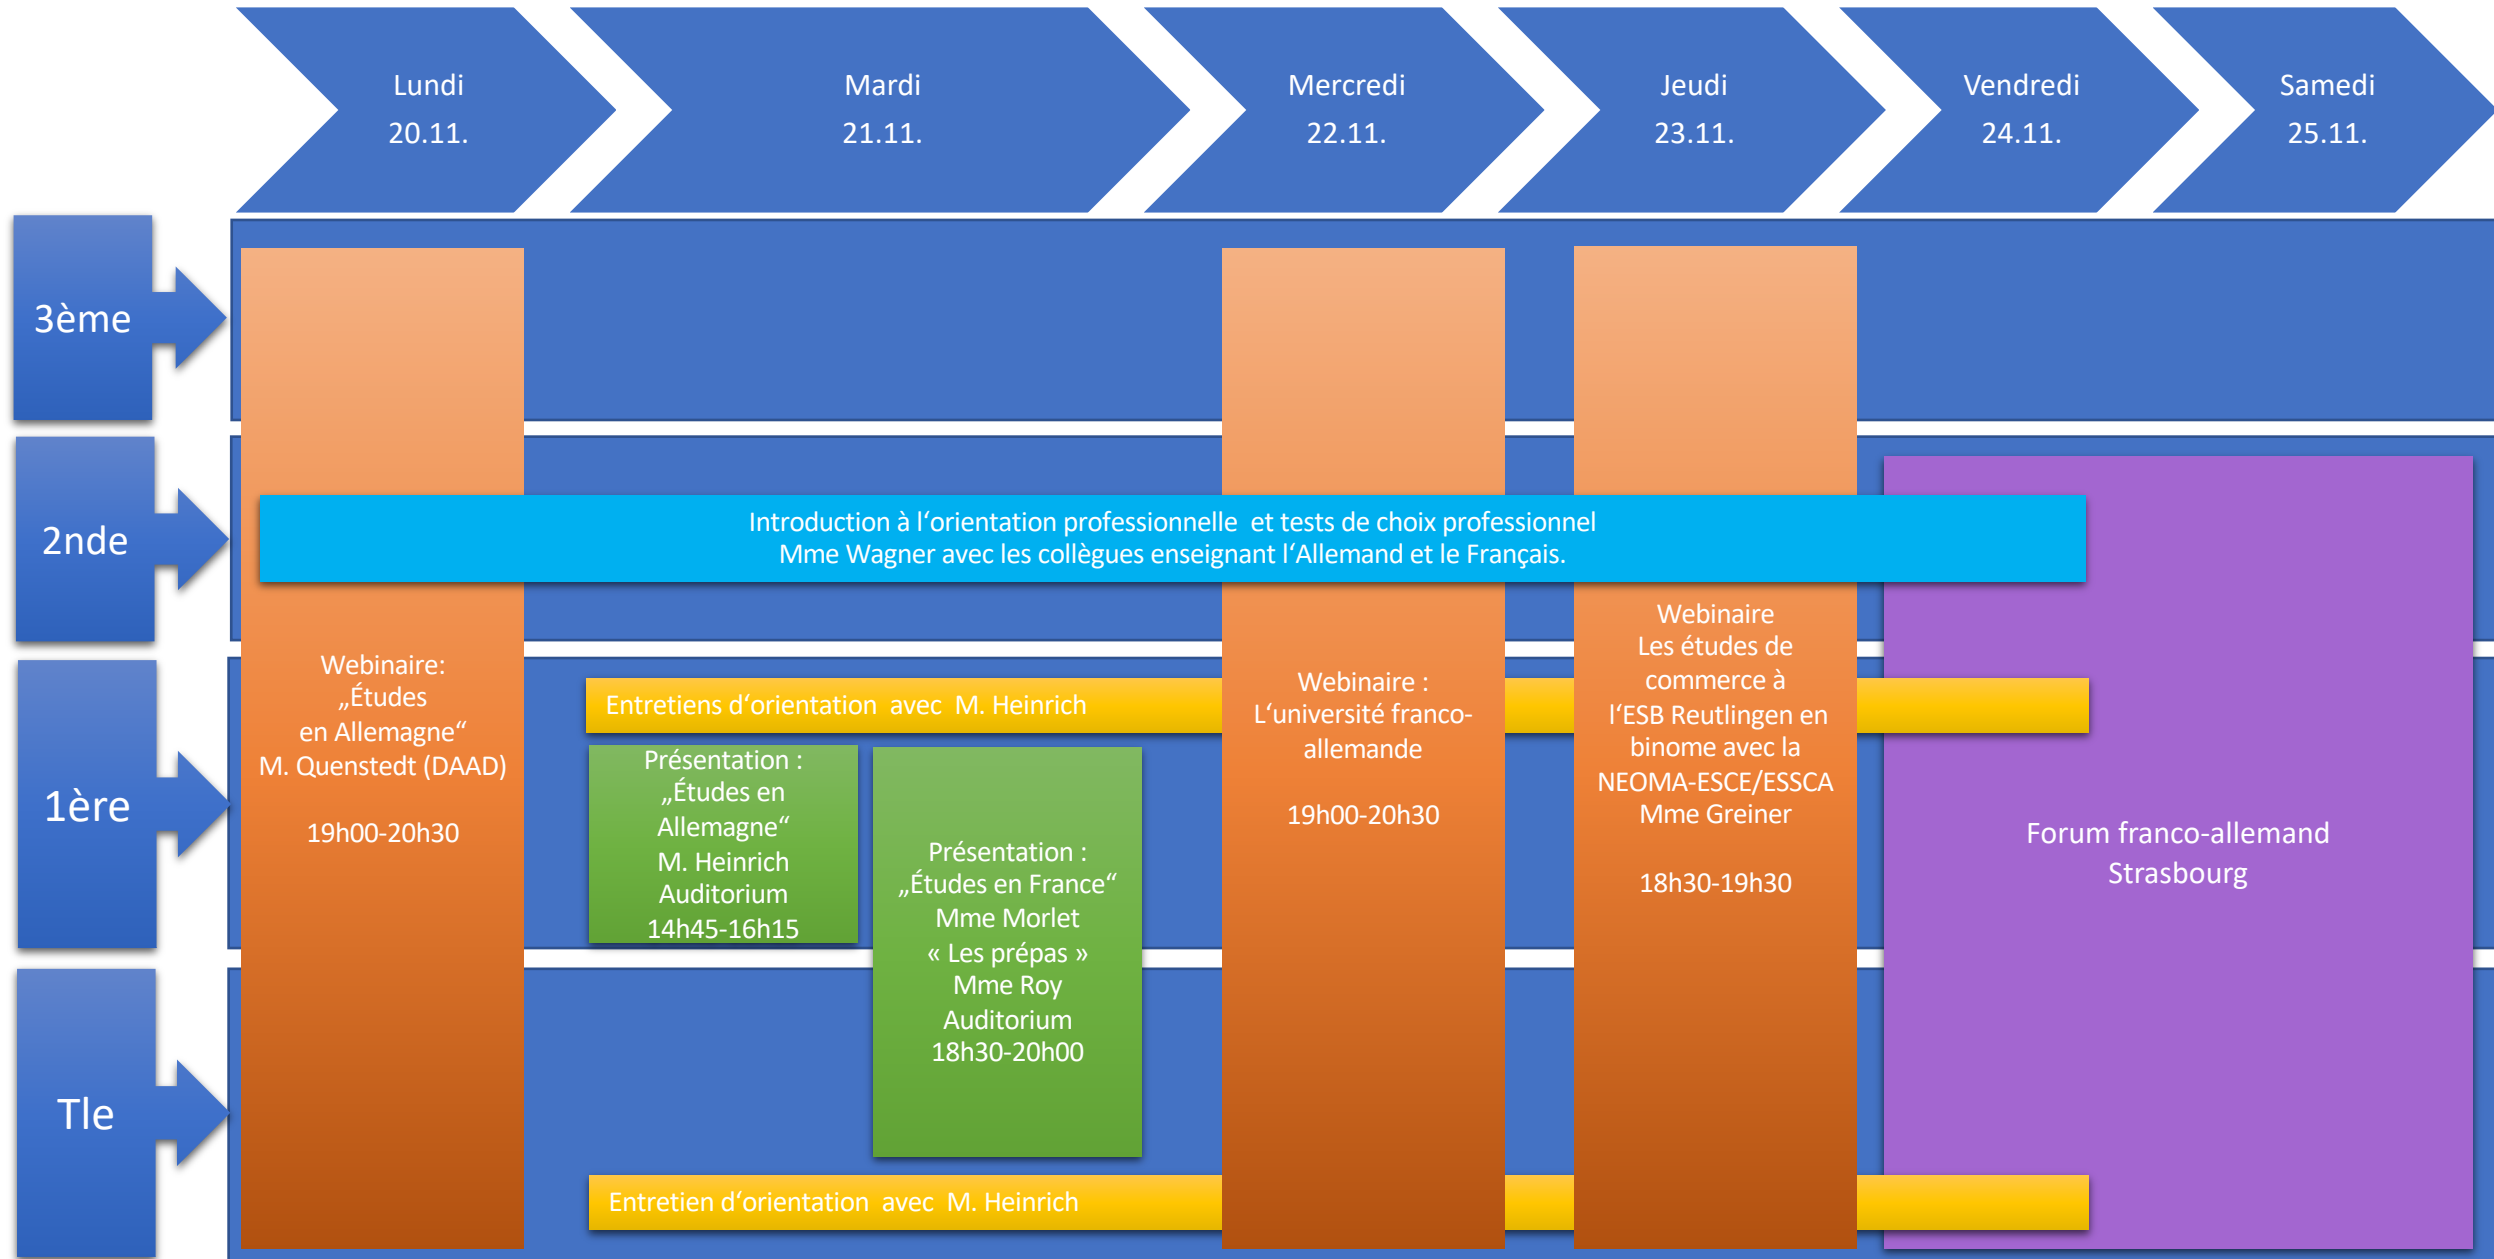 Lundi
20.11.
Mardi
21.11.
Mercredi
22.11.
Jeudi
23.11.
Vendredi
24.11.
Samedi
25.11.
3ème
2nde
Introduction à l‘orientation professionnelle  et tests de choix professionnel
Mme Wagner avec les collègues enseignant l‘Allemand et le Français.
1ère
Webinaire:
„Études
en Allemagne“
M. Quenstedt (DAAD)
19h00-20h30
Entretiens d‘orientation  avec  M. Heinrich
Présentation :
„Études en
Allemagne“
M. Heinrich
Auditorium
14h45-16h15
Présentation :
„Études en France“
Mme Morlet
« Les prépas »
Mme Roy
Auditorium
18h30-20h00
Webinaire :
L‘université franco-
allemande
19h00-20h30
Webinaire
Les études de
commerce à
l‘ESB Reutlingen en
binome avec la
NEOMA-ESCE/ESSCA
Mme Greiner
18h30-19h30
Forum franco-allemand
Strasbourg
Tle
Entretien d‘orientation  avec  M. Heinrich